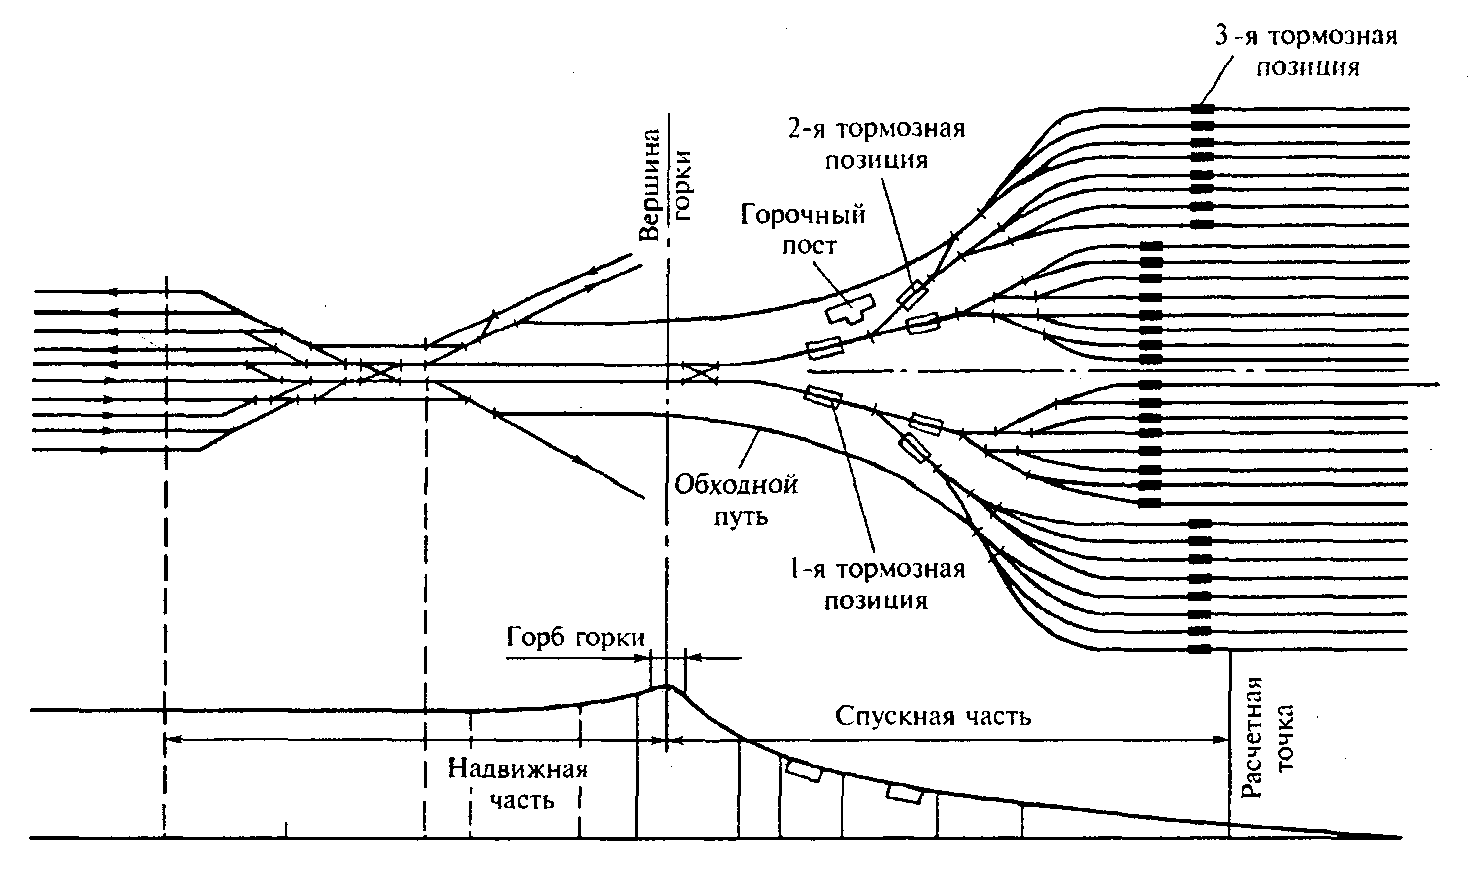 3-я тормозная
позиция
2-я тормозная
позиция
Вершина
горки
Горочный
пост
Обходной
путь
1-я тормозная
позиция
Горб горки
Спускная часть
Надвижная
часть
Расчетная
точка